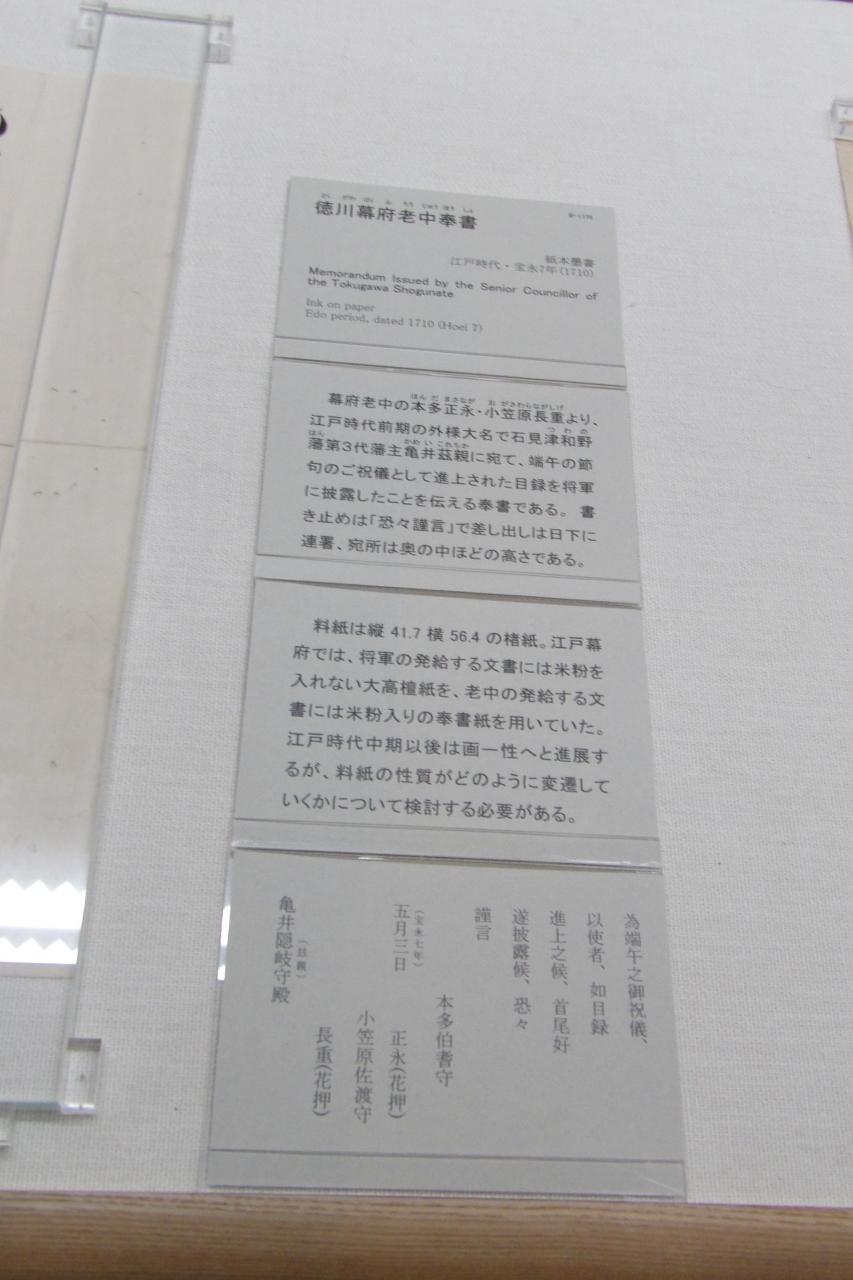 徳川幕府老中奉書
紙本墨書
江戸時代・宝永7年(1710)
Memorandum Issued by the Senior Councillor of
the Tokugawa Shogunate
Ink on paper
Edo period, dated 1710 (Hoei 7)
幕府老中の本多正永・小笠原長重より、
江戸時代前期の外様大名で石見津和野
藩第3代藩主亀井茲親に宛て、端午の節
句のご祝儀として進上された目録を将軍
に披露したことを伝える奉書である。 書
き止めは「恐々謹言」で差し出しは日下に
連署、宛所は奥の中ほどの高さである。
料紙は縦 41.7 横 56.4 の楮紙。江戸幕
府では、将軍の発給する文書には米粉を
入れない大高檀紙を、老中の発給する文
書には米粉入りの奉書紙を用いていた。
江戸時代中期以後は画一性へと進展す
るが、料紙の性質がどのように変遷して
いくかについて検討する必要がある。
為端午之御祝儀、
以使者、如目録
進上之候、首尾好
遂披露候、恐々
謹言
本多伯耆守
(宝永七年)
五月三日 正永(花押)
小笠原佐渡守
長重(花押)
(茲親)
亀井隠岐守殿